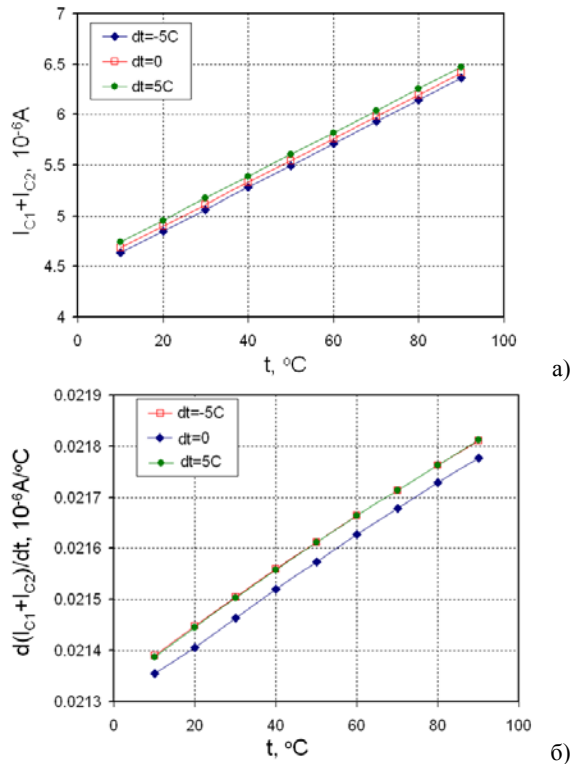 7
6.5
6
5.5
5
4.5
4
I_C1+I_C2, 10^-6A
dt=-5C
dt=0
dt=5C
0 20 40 60 80 100
t, °C
а)
0.0219
0.0218
0.0217
0.0216
0.0215
0.0214
0.0213
d(I_C1+I_C2)/dt, 10^-6A/°C
dt=-5C
dt=0
dt=5C
0 20 40 60 80 100
t, °C
б)